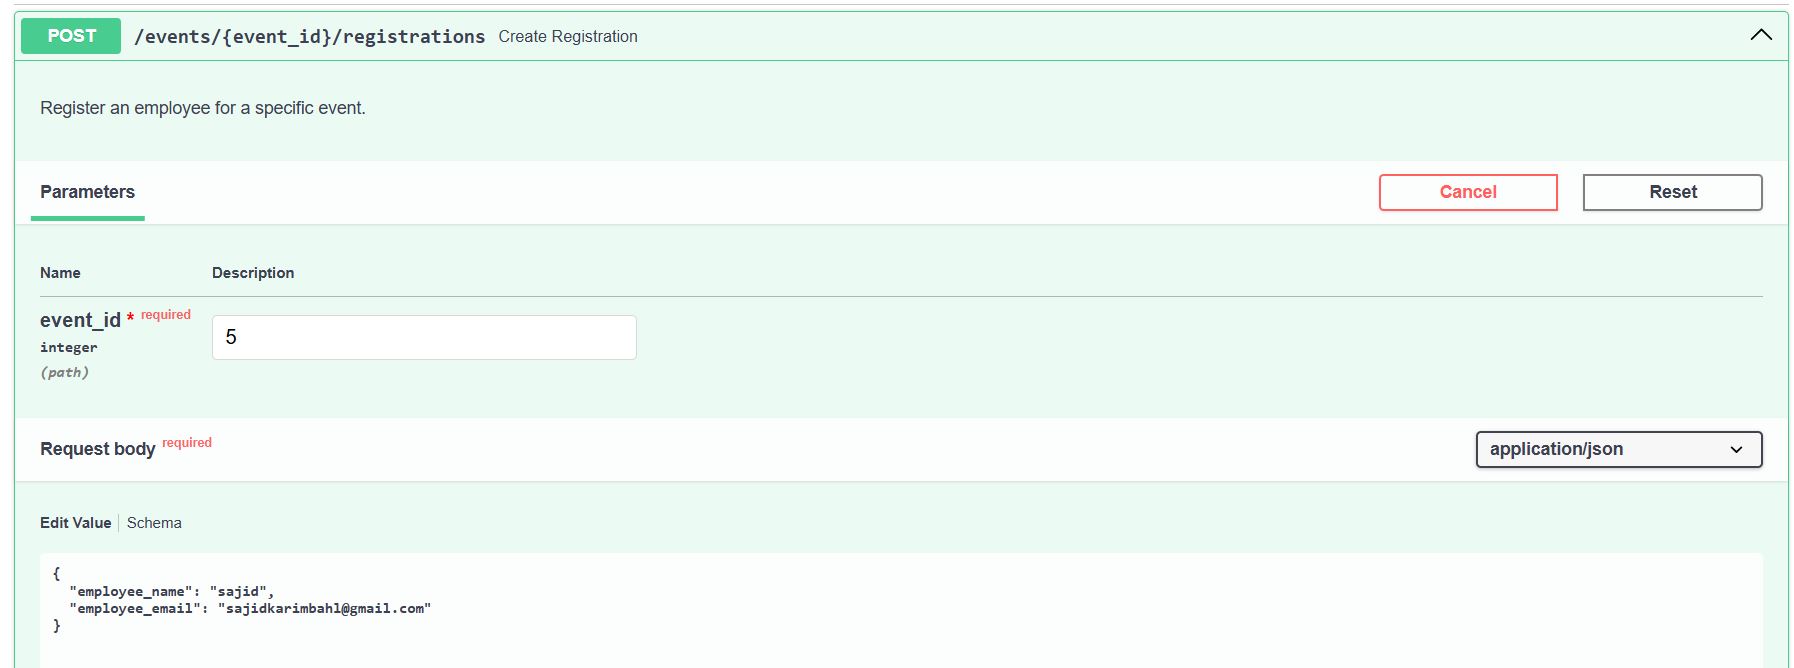 POST /events/{event_id}/registrations Create Registration
Register an employee for a specific event.
Parameters Cancel Reset
Name Description
event_id * required 5
integer
(path)
Request body required application/json
Edit Value Schema
{
  "employee_name": "sajid",
  "employee_email": "sajidkarimbahl@gmail.com"
}